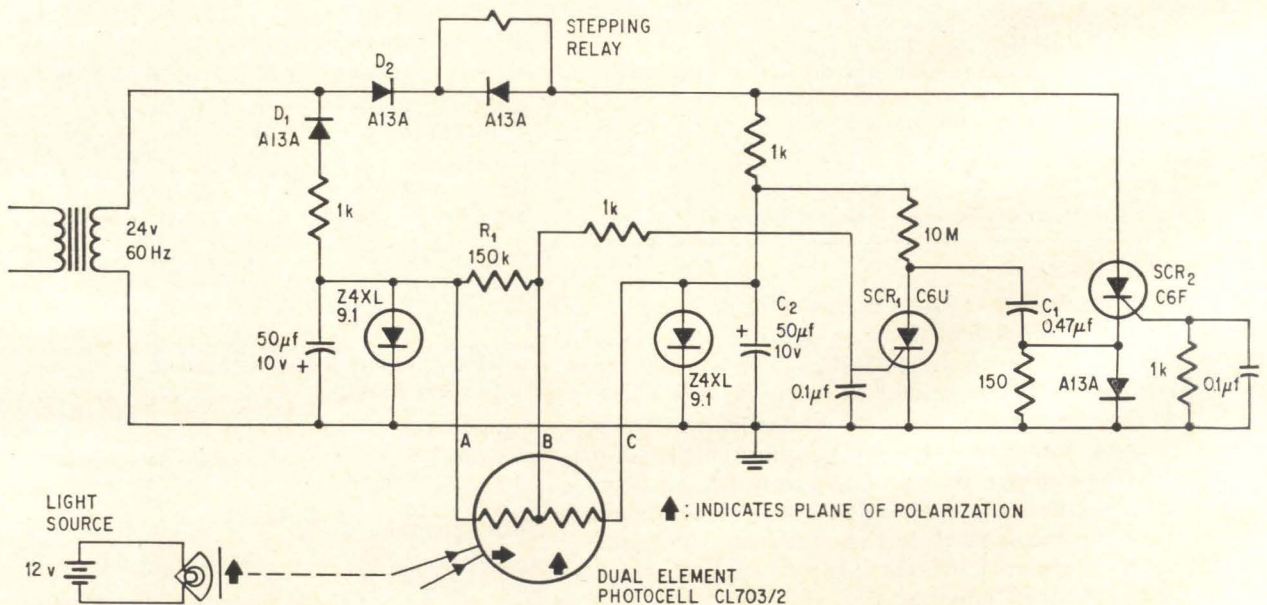 STEPPING
RELAY
D2
A13A
A13A
D1
A13A
1k
24v
60 Hz
1k
R1
150k
1k
10 M
SCR1 C6U
SCR2
C6F
Z4XL
9.1
50µf
10v +
C2
+ 50µf
10v
Z4XL
9.1
0.1µf
C1
0.47µf
150
A13A
1k
0.1µf
A
B
C
LIGHT
SOURCE
12 v
: INDICATES PLANE OF POLARIZATION
DUAL ELEMENT
PHOTOCELL CL703/2